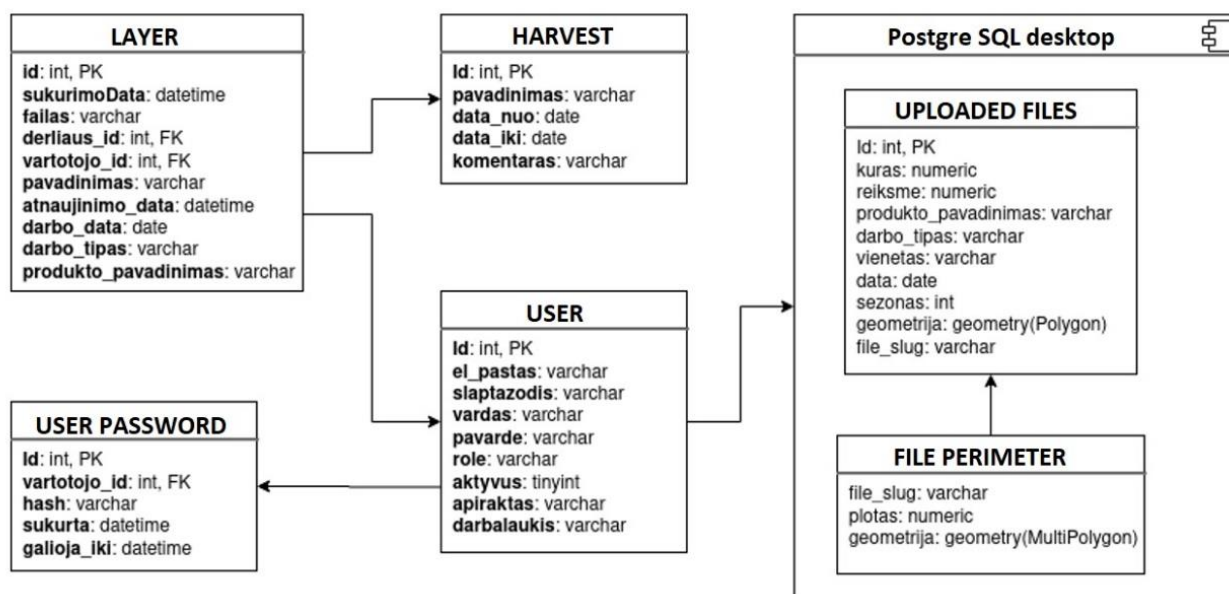 LAYER
id: int, PK
sukurimoData: datetime
failas: varchar
derliaus_id: int, FK
vartotojo_id: int, FK
pavadinimas: varchar
atnaujinimo_data: datetime
darbo_data: date
darbo_tipas: varchar
produkto_pavadinimas: varchar
HARVEST
Id: int, PK
pavadinimas: varchar
data_nuo: date
data_iki: date
komentaras: varchar
USER PASSWORD
Id: int, PK
vartotojo_id: int, FK
hash: varchar
sukurta: datetime
galioja_iki: datetime
USER
Id: int, PK
el_pastas: varchar
slaptazodis: varchar
vardas: varchar
pavarde: varchar
role: varchar
aktyvus: tinyint
apiraktas: varchar
darbalaukis: varchar
Postgre SQL desktop
UPLOADED FILES
Id: int, PK
kuras: numeric
reiksme: numeric
produkto_pavadinimas: varchar
darbo_tipas: varchar
vienetas: varchar
data: date
sezonas: int
geometrija: geometry(Polygon)
file_slug: varchar
FILE PERIMETER
file_slug: varchar
plotas: numeric
geometrija: geometry(MultiPolygon)